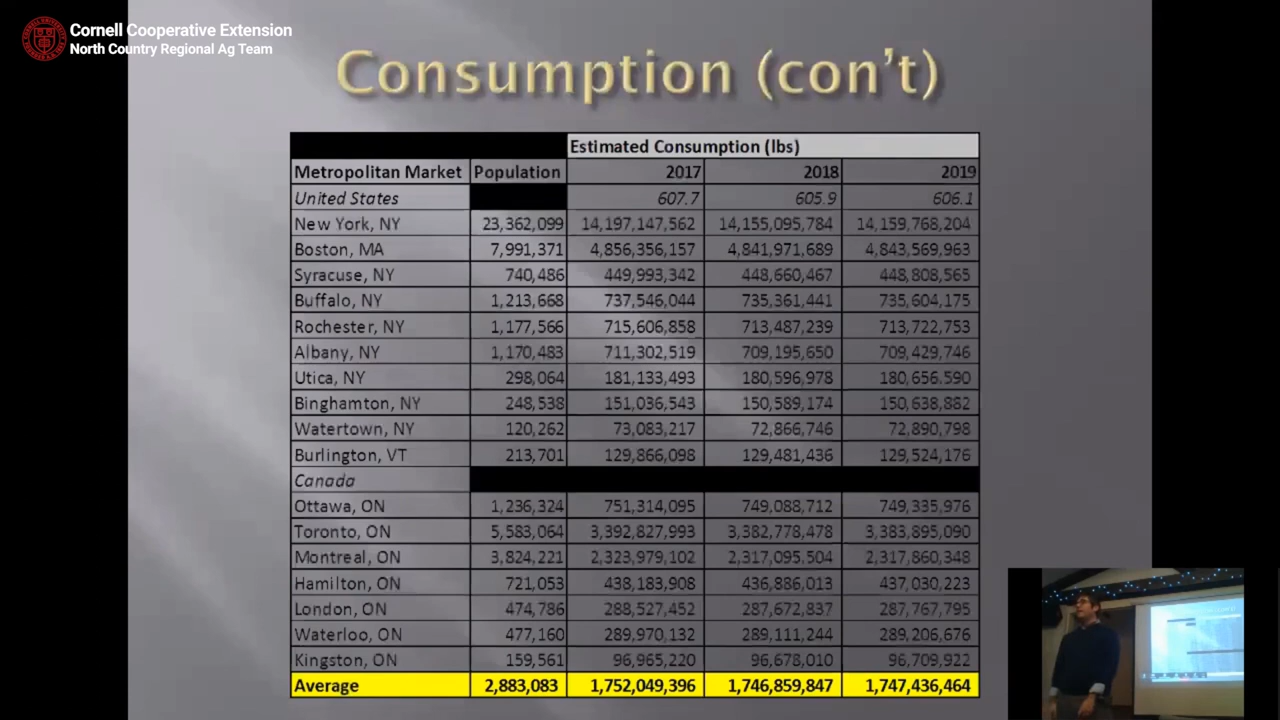 Cornell Cooperative Extension
North Country Regional Ag Team
Consumption (con't)
Estimated Consumption (lbs)
Metropolitan Market Population 2017 2018 2019
United States 607.7 605.9 606.1
New York, NY 23,362,099 14,197,147,562 14,155,095,784 14,159,768,204
Boston, MA 7,991,371 4,856,356,157 4,841,971,689 4,843,569,963
Syracuse, NY 740,486 449,993,342 448,660,467 448,808,565
Buffalo, NY 1,213,668 737,546,044 735,361,441 735,604,175
Rochester, NY 1,177,566 715,606,858 713,487,239 713,722,753
Albany, NY 1,170,483 711,302,519 709,195,650 709,429,746
Utica, NY 298,064 181,133,493 180,596,978 180,656.590
Binghamton, NY 248,538 151,036,543 150,589,174 150,638,882
Watertown, NY 120,262 73,083,217 72,866,746 72,890,798
Burlington, VT 213,701 129,866,098 129,481,436 129,524,176
Canada
Ottawa, ON 1,236,324 751,314,095 749,088,712 749,335,976
Toronto, ON 5,583,064 3,392,827,993 3,382,778,478 3,383,895,090
Montreal, ON 3,824,221 2,323,979,102 2,317,095.504 2,317,860,348
Hamilton, ON 721,053 438,183,908 436,886,013 437,030,223
London, ON 474,786 288,527,452 287,672,837 287,767,795
Waterloo, ON 477,160 289,970,132 289,111,244 289,206,676
Kingston, ON 159,561 96,965,220 96,678,010 96,709,922
Average 2,883,083 1,752,049,396 1,746,859,847 1,747,436,464